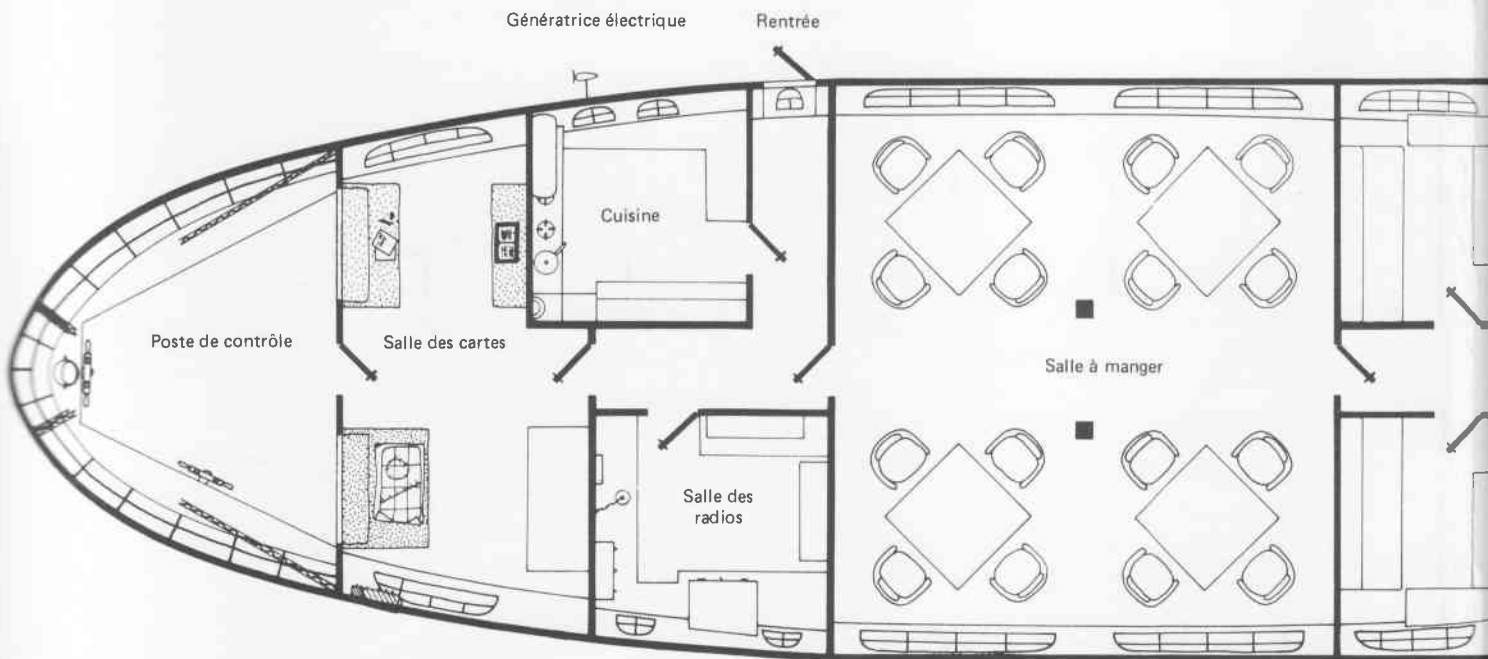 Génératrice électrique
Rentrée
Cuisine
Poste de contrôle
Salle des cartes
Salle à manger
Salle des
radios